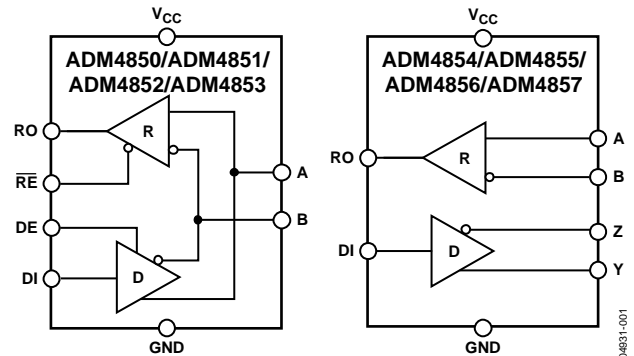 VCC
ADM4850/ADM4851/
ADM4852/ADM4853
RO
R
RE
A
B
DE
DI
D
GND
VCC
ADM4854/ADM4855/
ADM4856/ADM4857
RO
R
A
B
DI
D
Z
Y
GND
04931-001